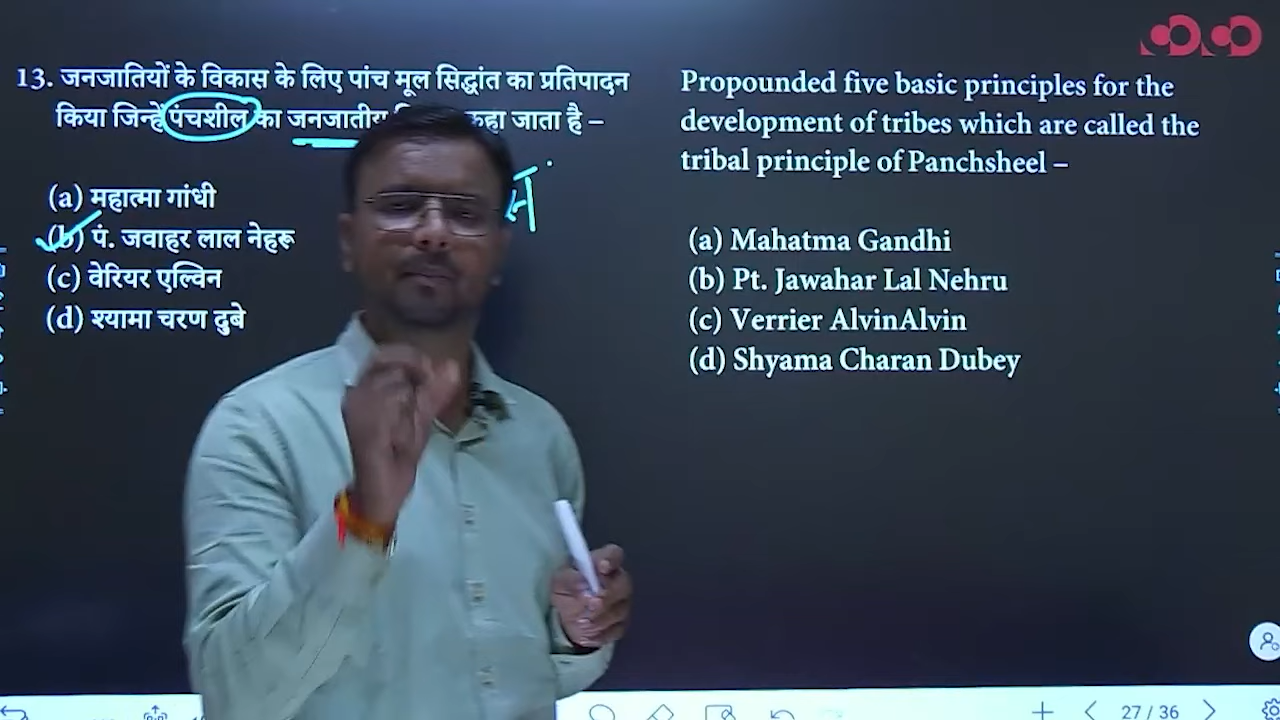 13. जनजातियों के विकास के लिए पांच मूल सिद्धांत का प्रतिपादन
किया जिन्हें पंचशील का जनजातीय कहा जाता है –
(a) महात्मा गांधी
(b) पं. जवाहर लाल नेहरू
(c) वेरियर एल्विन
(d) श्यामा चरण दुबे
Propounded five basic principles for the
development of tribes which are called the
tribal principle of Panchsheel –
(a) Mahatma Gandhi
(b) Pt. Jawahar Lal Nehru
(c) Verrier AlvinAlvin
(d) Shyama Charan Dubey
27 / 36